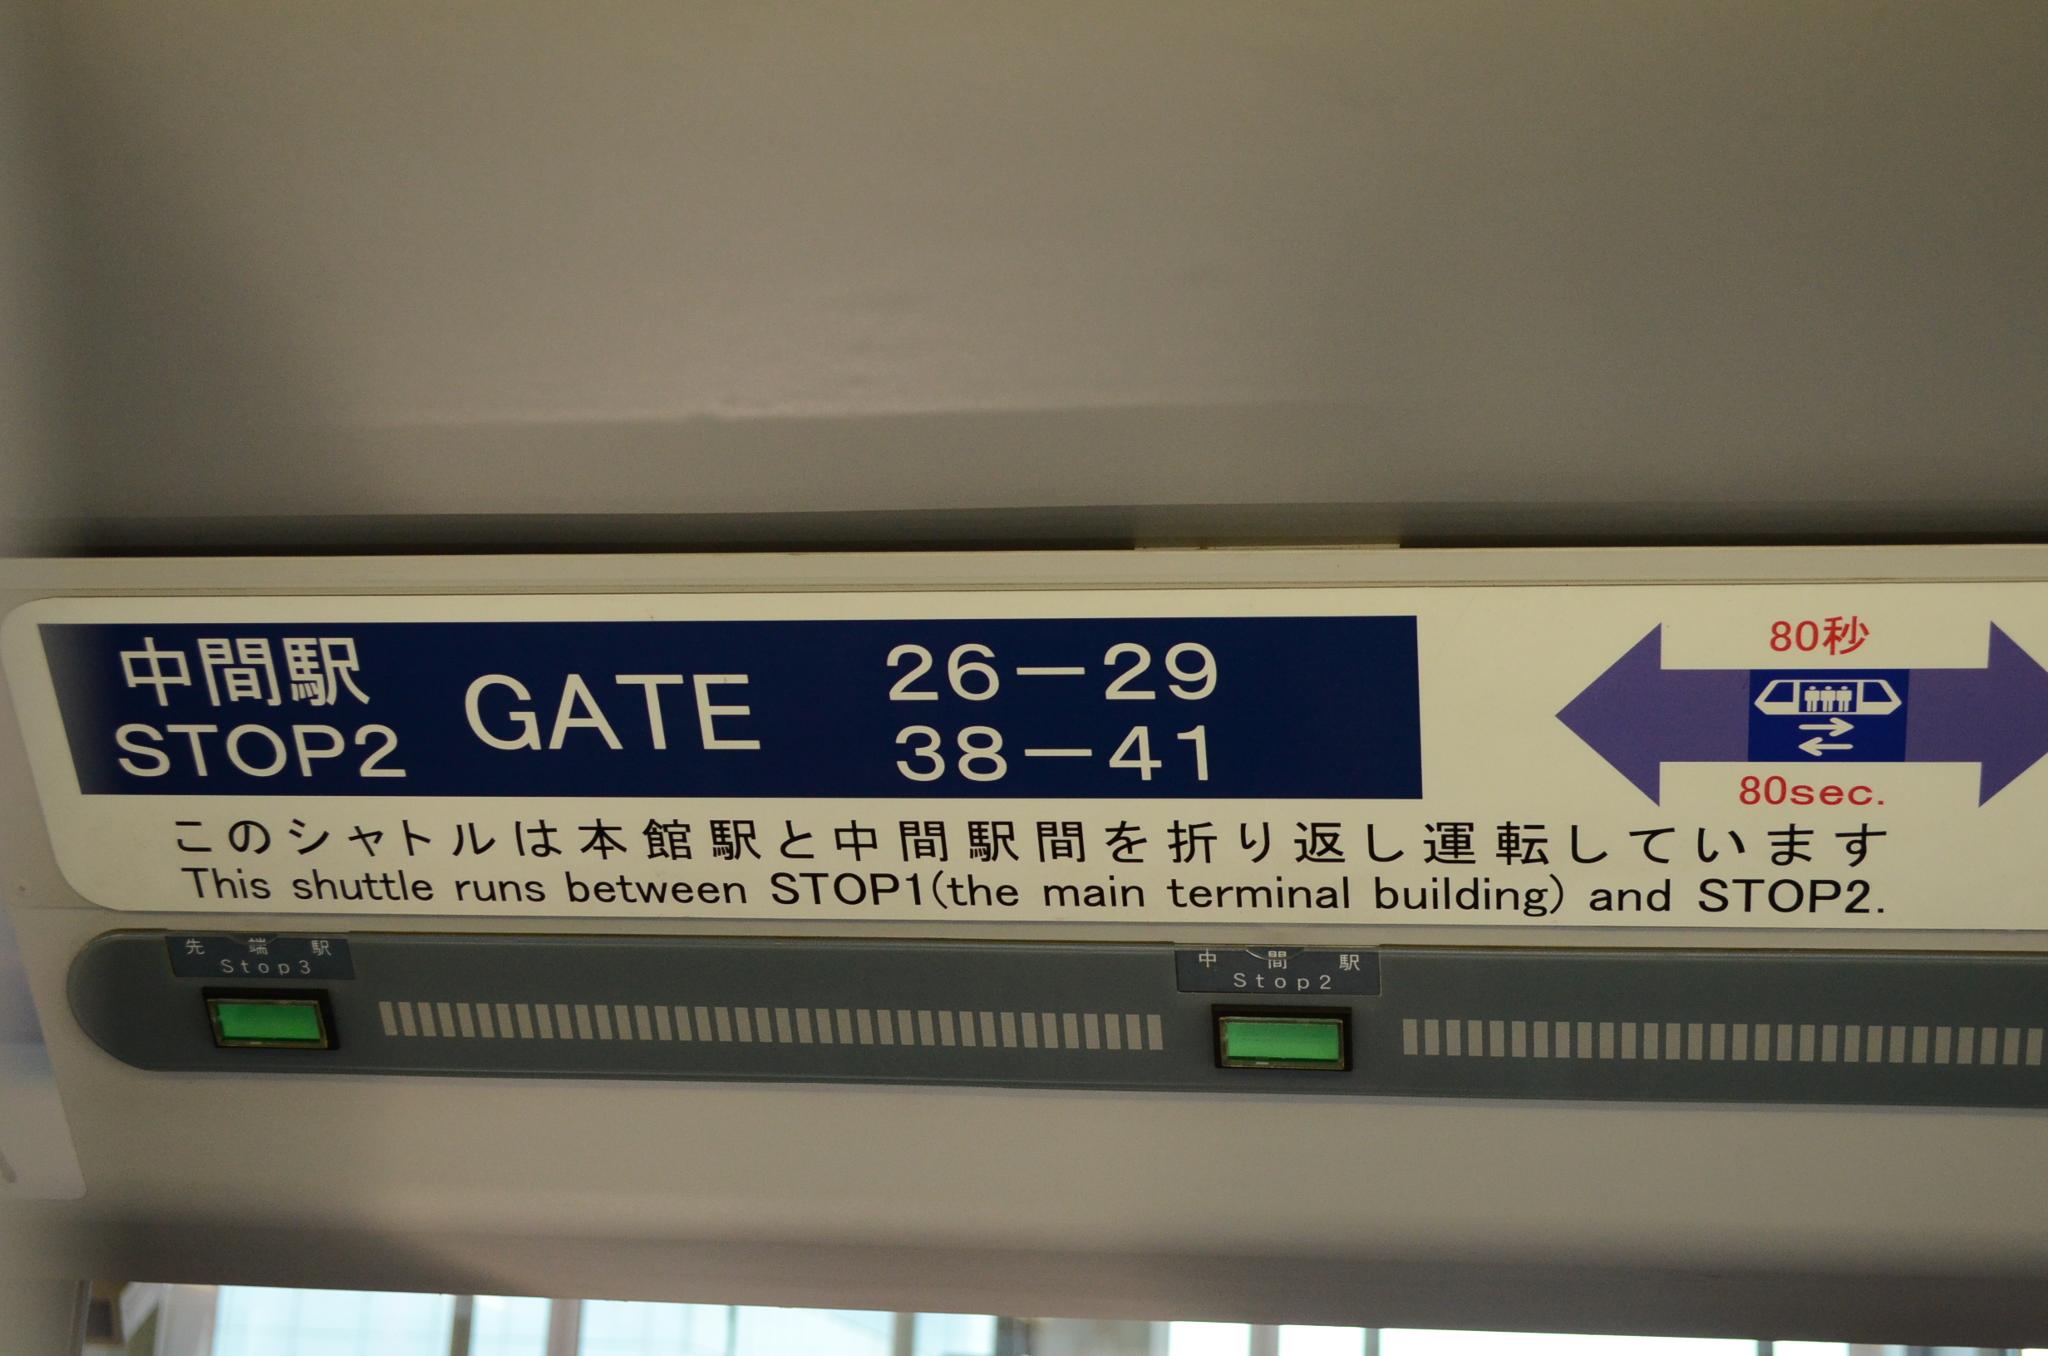 中間駅
STOP2
GATE
26－29
38－41
80秒
80sec.
このシャトルは本館駅と中間駅間を折り返し運転しています
This shuttle runs between STOP1(the main terminal building) and STOP2.
先端駅
Stop3
中間駅
Stop2